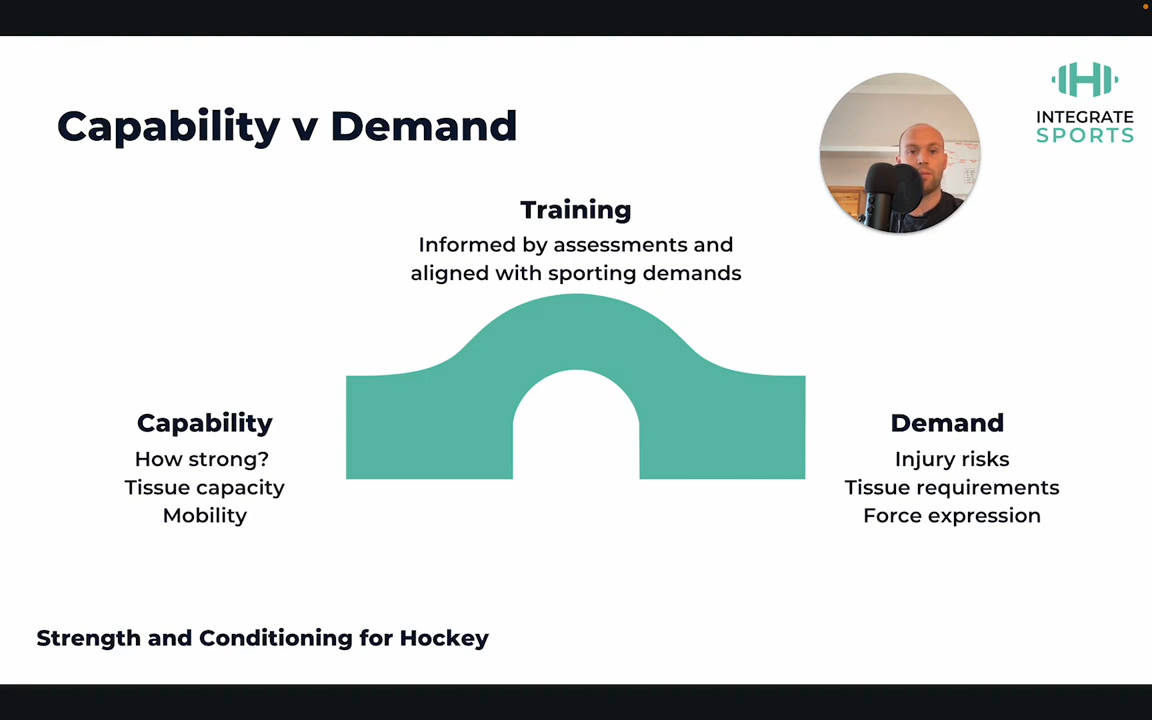 Capability v Demand
INTEGRATE
SPORTS
Training
Informed by assessments and
aligned with sporting demands
Capability
How strong?
Tissue capacity
Mobility
Demand
Injury risks
Tissue requirements
Force expression
Strength and Conditioning for Hockey